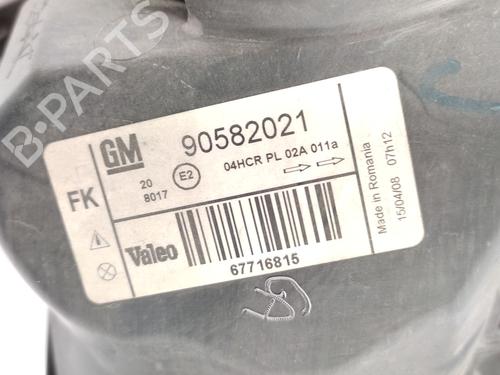 B-PARTS
GM
90582021
FK
20
8017
E2
04HCR PL 02A 011a
Valeo
67716815
Made in Romania
15/04/08 07h12